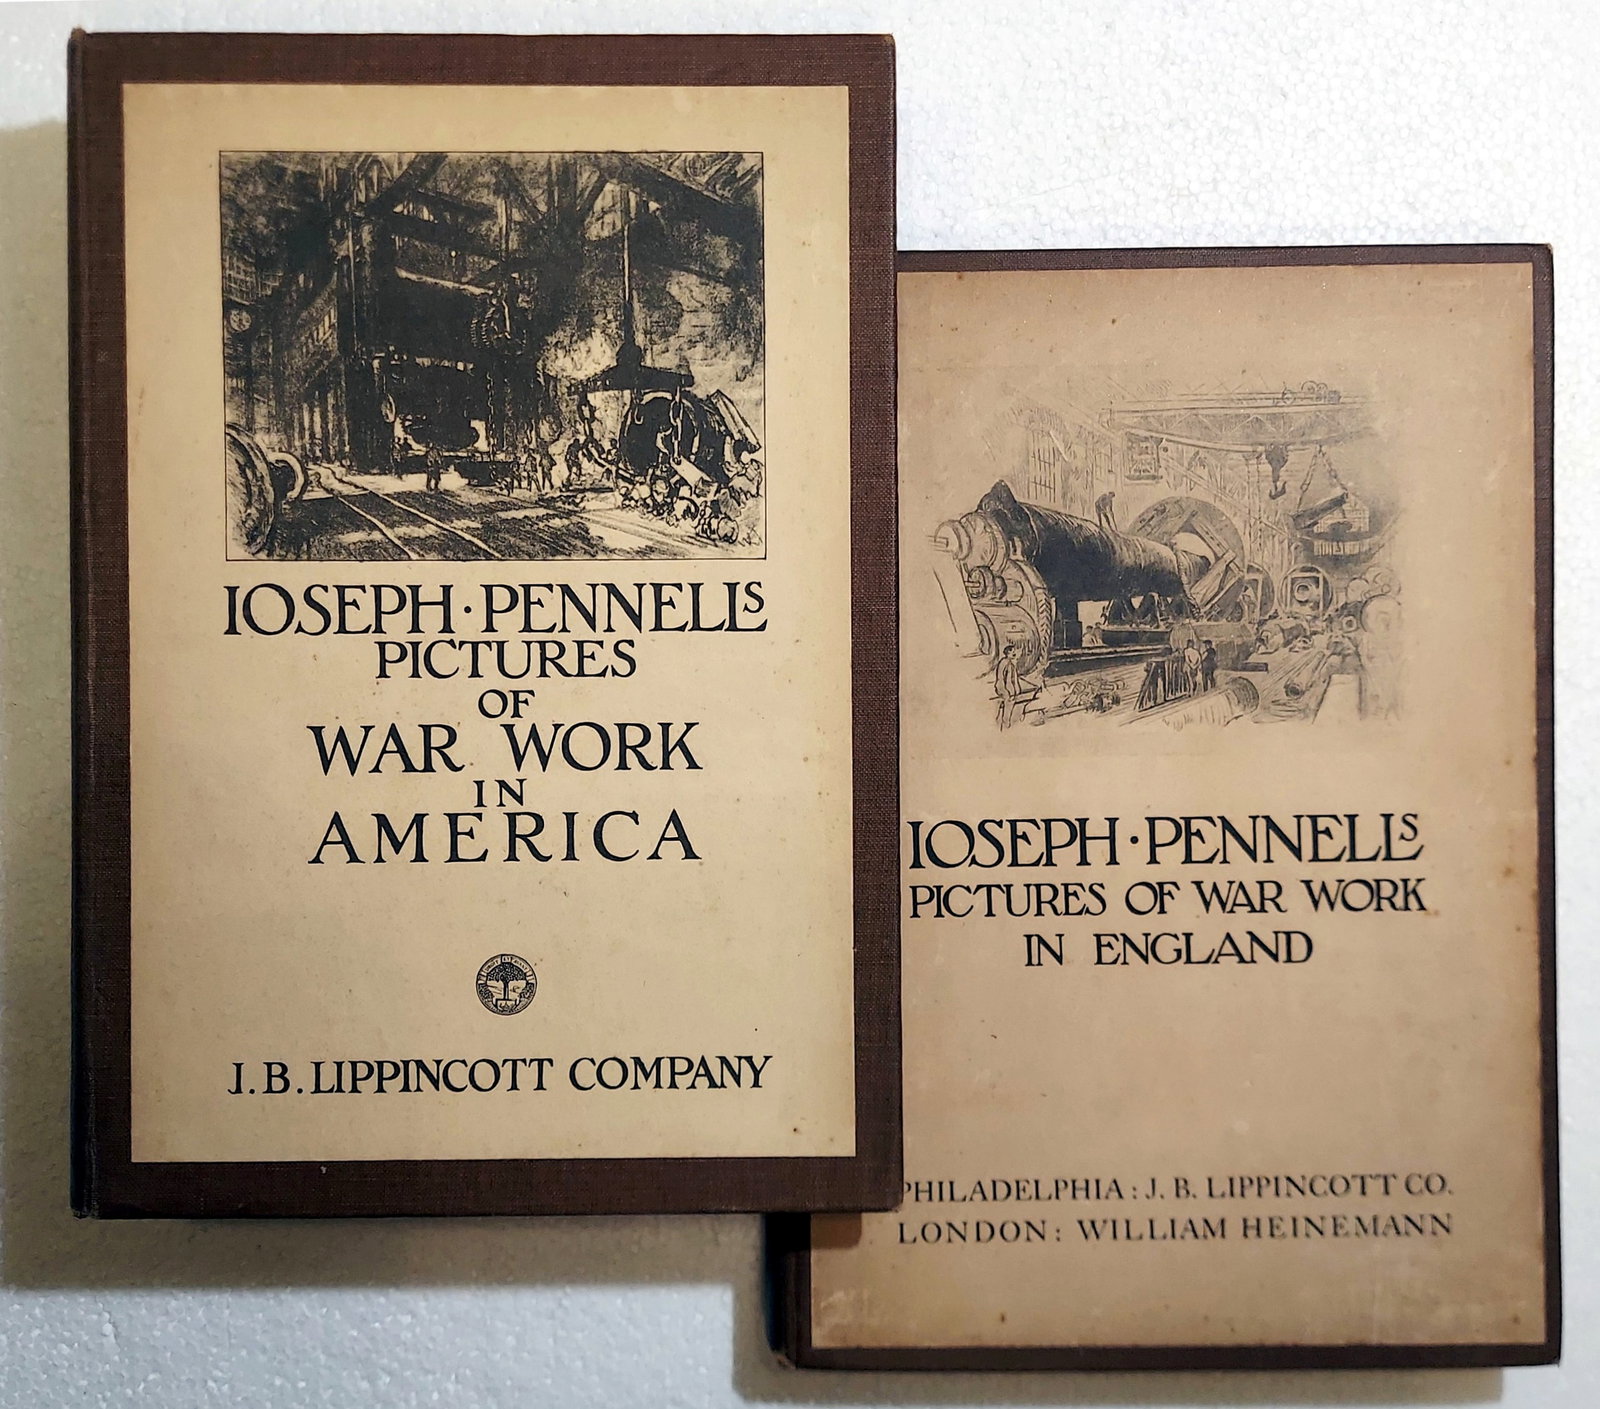 IOSEPH·PENNELLS
PICTURES
OF
WAR WORK
IN
AMERICA
J.B.LIPPINCOTT COMPANY
IOSEPH·PENNELLS
PICTURES OF WAR WORK
IN ENGLAND
PHILADELPHIA: J. B. LIPPINCOTT CO.
LONDON: WILLIAM HEINEMANN